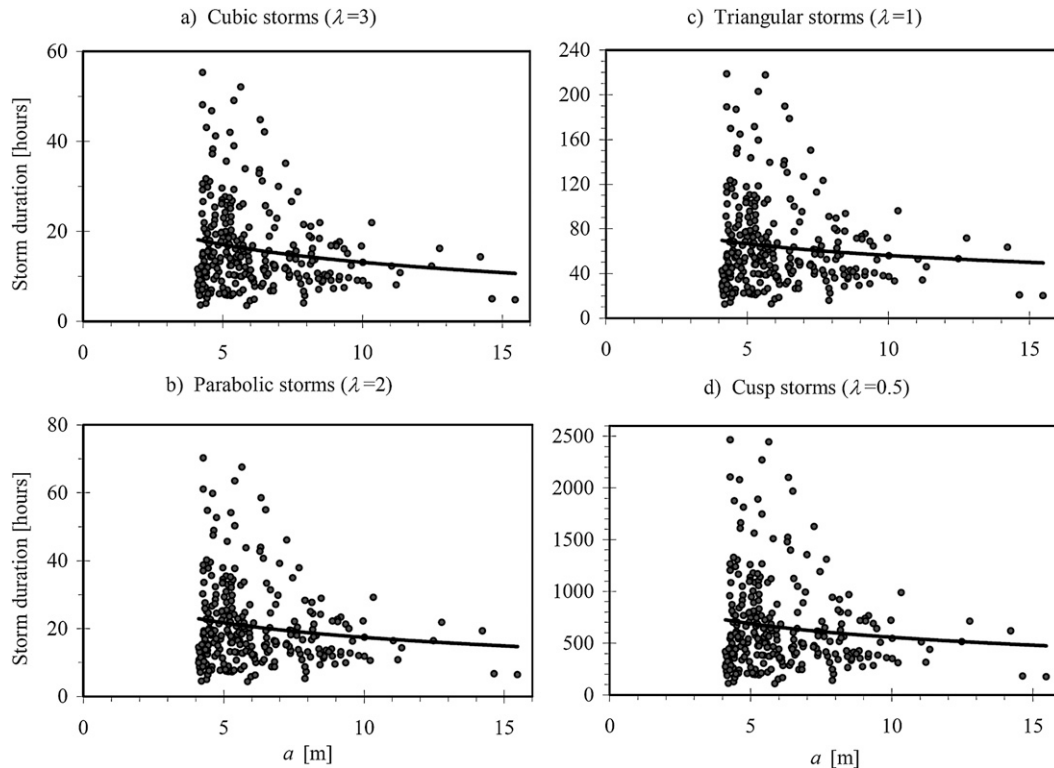 a) Cubic storms (λ=3)
60
40
20
0
0 5 10 15
Storm duration [hours]
b) Parabolic storms (λ=2)
80
60
40
20
0
0 5 10 15
Storm duration [hours]
a [m]
c) Triangular storms (λ=1)
240
200
160
120
80
40
0
0 5 10 15
d) Cusp storms (λ=0.5)
2500
2000
1500
1000
500
0
0 5 10 15
a [m]